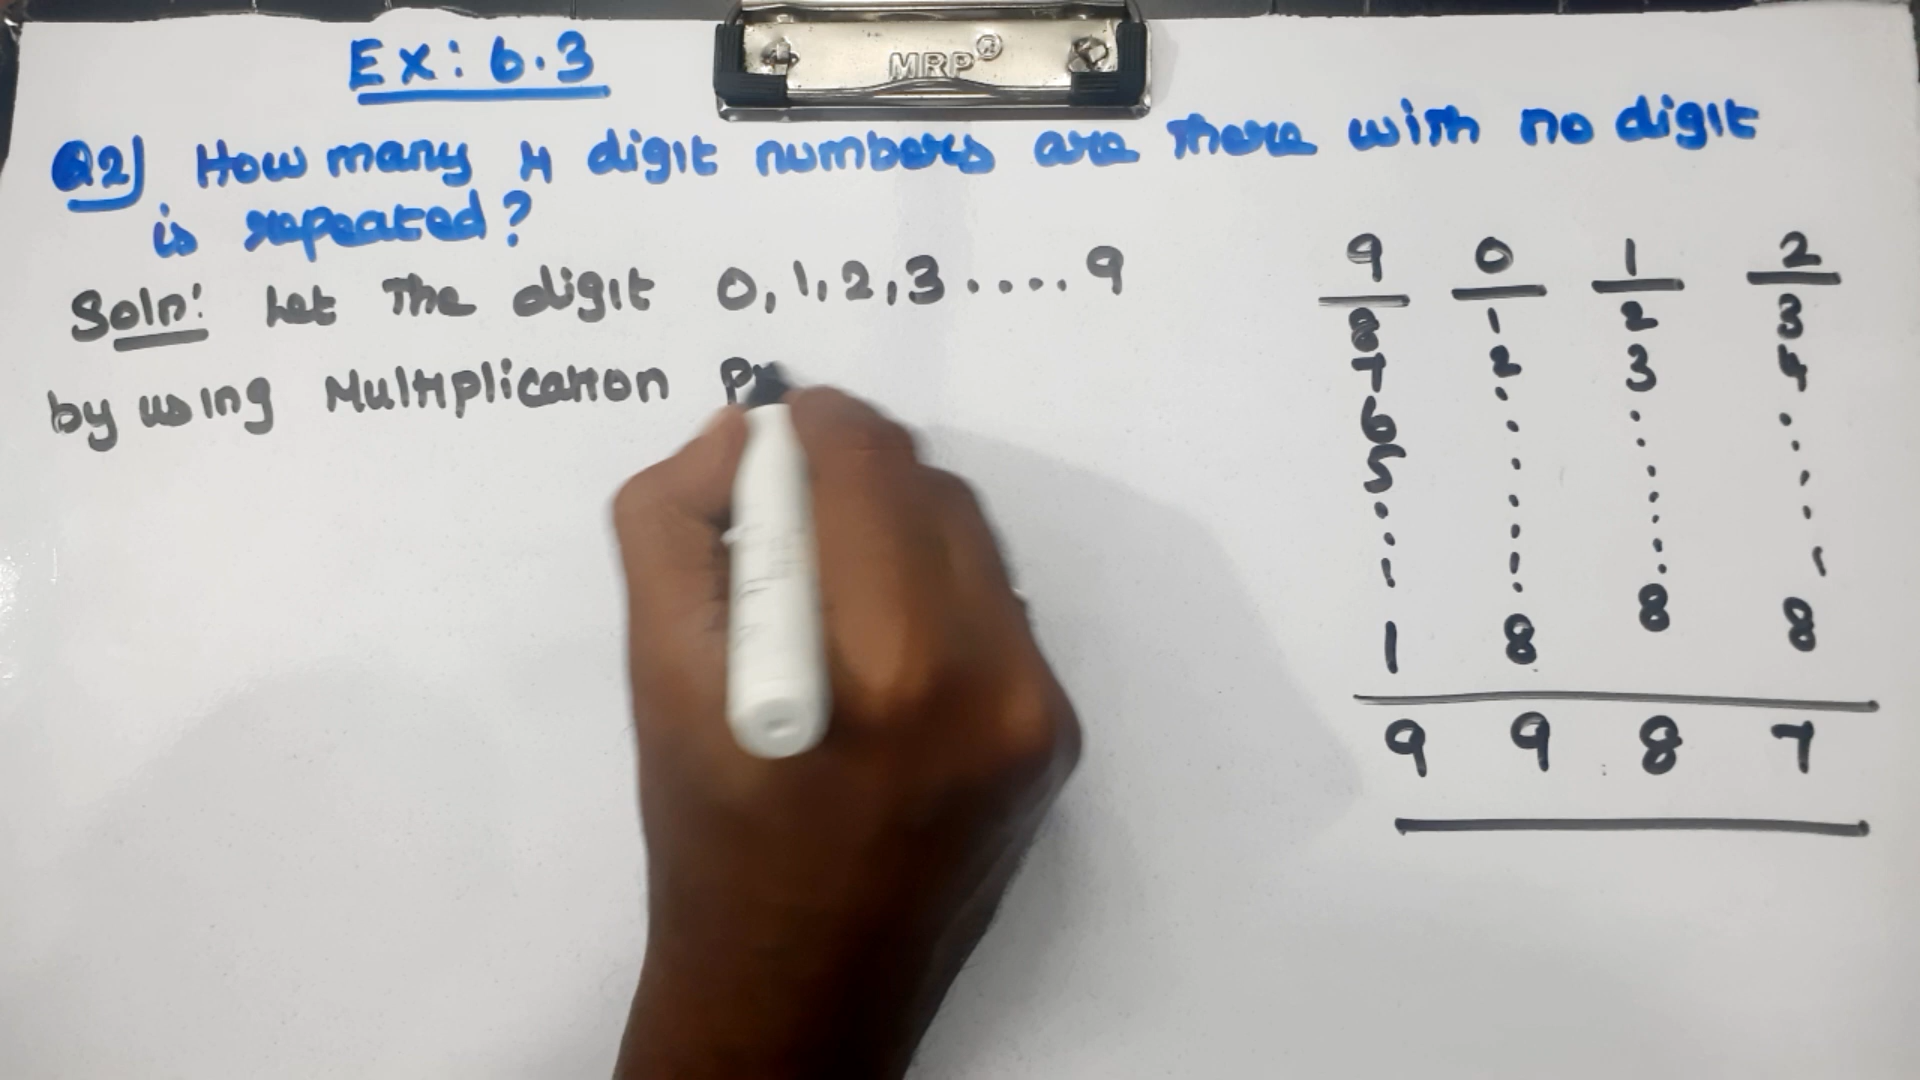 MRP®
Ex: 6.3
Q2) How many 4 digit numbers are there with no digit
is repeated?
Soln: Let The digit 0, 1, 2, 3 .... 9
by using Multiplication Pr
9 0 1 2
8 1 2 3
7 2 3 4
6
5
1 8 8 8
9 9 8 7